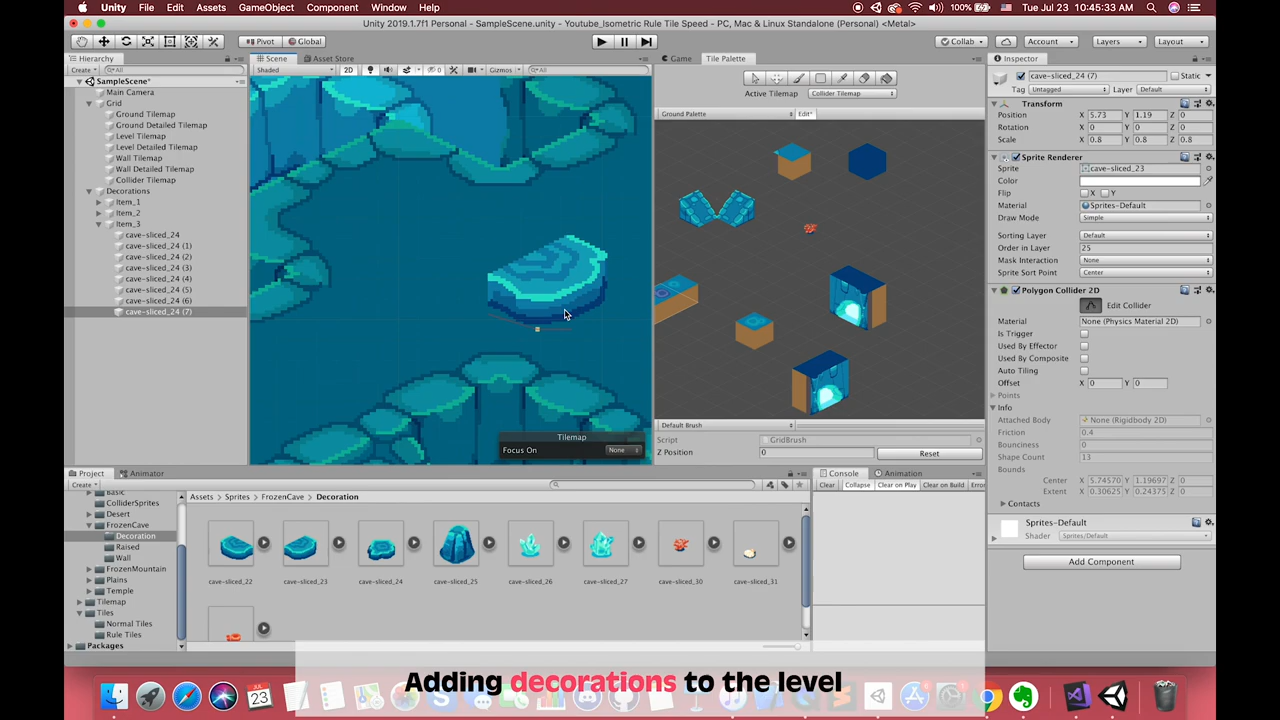 Unity Assets GameObject Component Window Help 100% Tue Jul 23 10:45:33 AM
Unity 2019.1.7f1 Personal - SampleScene.unity - Youtube_Isometric Rule Tile Speed - PC, Mac & Linux Standalone (Personal) <Metal>
Pivot Global Collab Account Layers Layout
Hierarchy Scene Asset Store Game Tile Palette Inspector
Create All Shaded 2D Gizmos All
SampleScene*
Main Camera
Grid
Ground Tilemap
Ground Detailed Tilemap
Level Tilemap
Level Detailed Tilemap
Wall Tilemap
Wall Detailed Tilemap
Collider Tilemap
Decorations
Item_1
Item_2
Item_3
cave-sliced_24
cave-sliced_24 (1)
cave-sliced_24 (2)
cave-sliced_24 (3)
cave-sliced_24 (4)
cave-sliced_24 (5)
cave-sliced_24 (6)
cave-sliced_24 (7)
Tilemap
Focus On None
Active Tilemap Collider Tilemap
Ground Palette Edit*
Default Brush
Script GridBrush
Z Position 0 Reset
cave-sliced_24 (7) Static
Tag Untagged Layer Default
Transform
Position X 5.73 Y 1.19 Z 0
Rotation X 0 Y 0 Z 0
Scale X 0.8 Y 0.8 Z 0.8
Sprite Renderer
Sprite cave-sliced_23
Color
Flip X Y
Material Sprites-Default
Draw Mode Simple
Sorting Layer Default
Order in Layer 25
Mask Interaction None
Sprite Sort Point Center
Polygon Collider 2D
Edit Collider
Material None (Physics Material 2D)
Is Trigger
Used By Effector
Used By Composite
Auto Tiling
Offset X 0 Y 0
Points
Info
Attached Body None (Rigidbody 2D)
Friction 0.4
Bounciness 0
Shape Count 13
Bounds
Center X 5.74570 Y 1.19697 Z 0
Extent X 0.30625 Y 0.24375 Z 0
Contacts
Sprites-Default
Shader Sprites/Default
Add Component
Project Animator
Create
Basic
ColliderSprites
Desert
FrozenCave
Decoration
Raised
Wall
FrozenMountain
Plains
Temple
Tilemap
Tiles
Normal Tiles
Rule Tiles
Packages
Assets Sprites FrozenCave Decoration
cave-sliced_22 cave-sliced_23 cave-sliced_24 cave-sliced_25 cave-sliced_26 cave-sliced_27 cave-sliced_30 cave-sliced_31
Console Animation
Clear Collapse Clear on Play Clear on Build Error
Adding decorations to the level